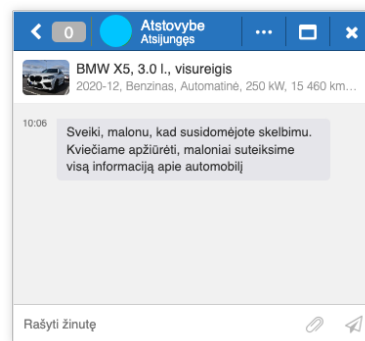 0
Atstovybe
Atsijungęs
BMW X5, 3.0 l., visureigis
2020-12, Benzinas, Automatinė, 250 kW, 15 460 km...
10:06
Sveiki, malonu, kad susidomėjote skelbimu.
Kviečiame apžiūrėti, maloniai suteiksime
visą informaciją apie automobilį
Rašyti žinutę